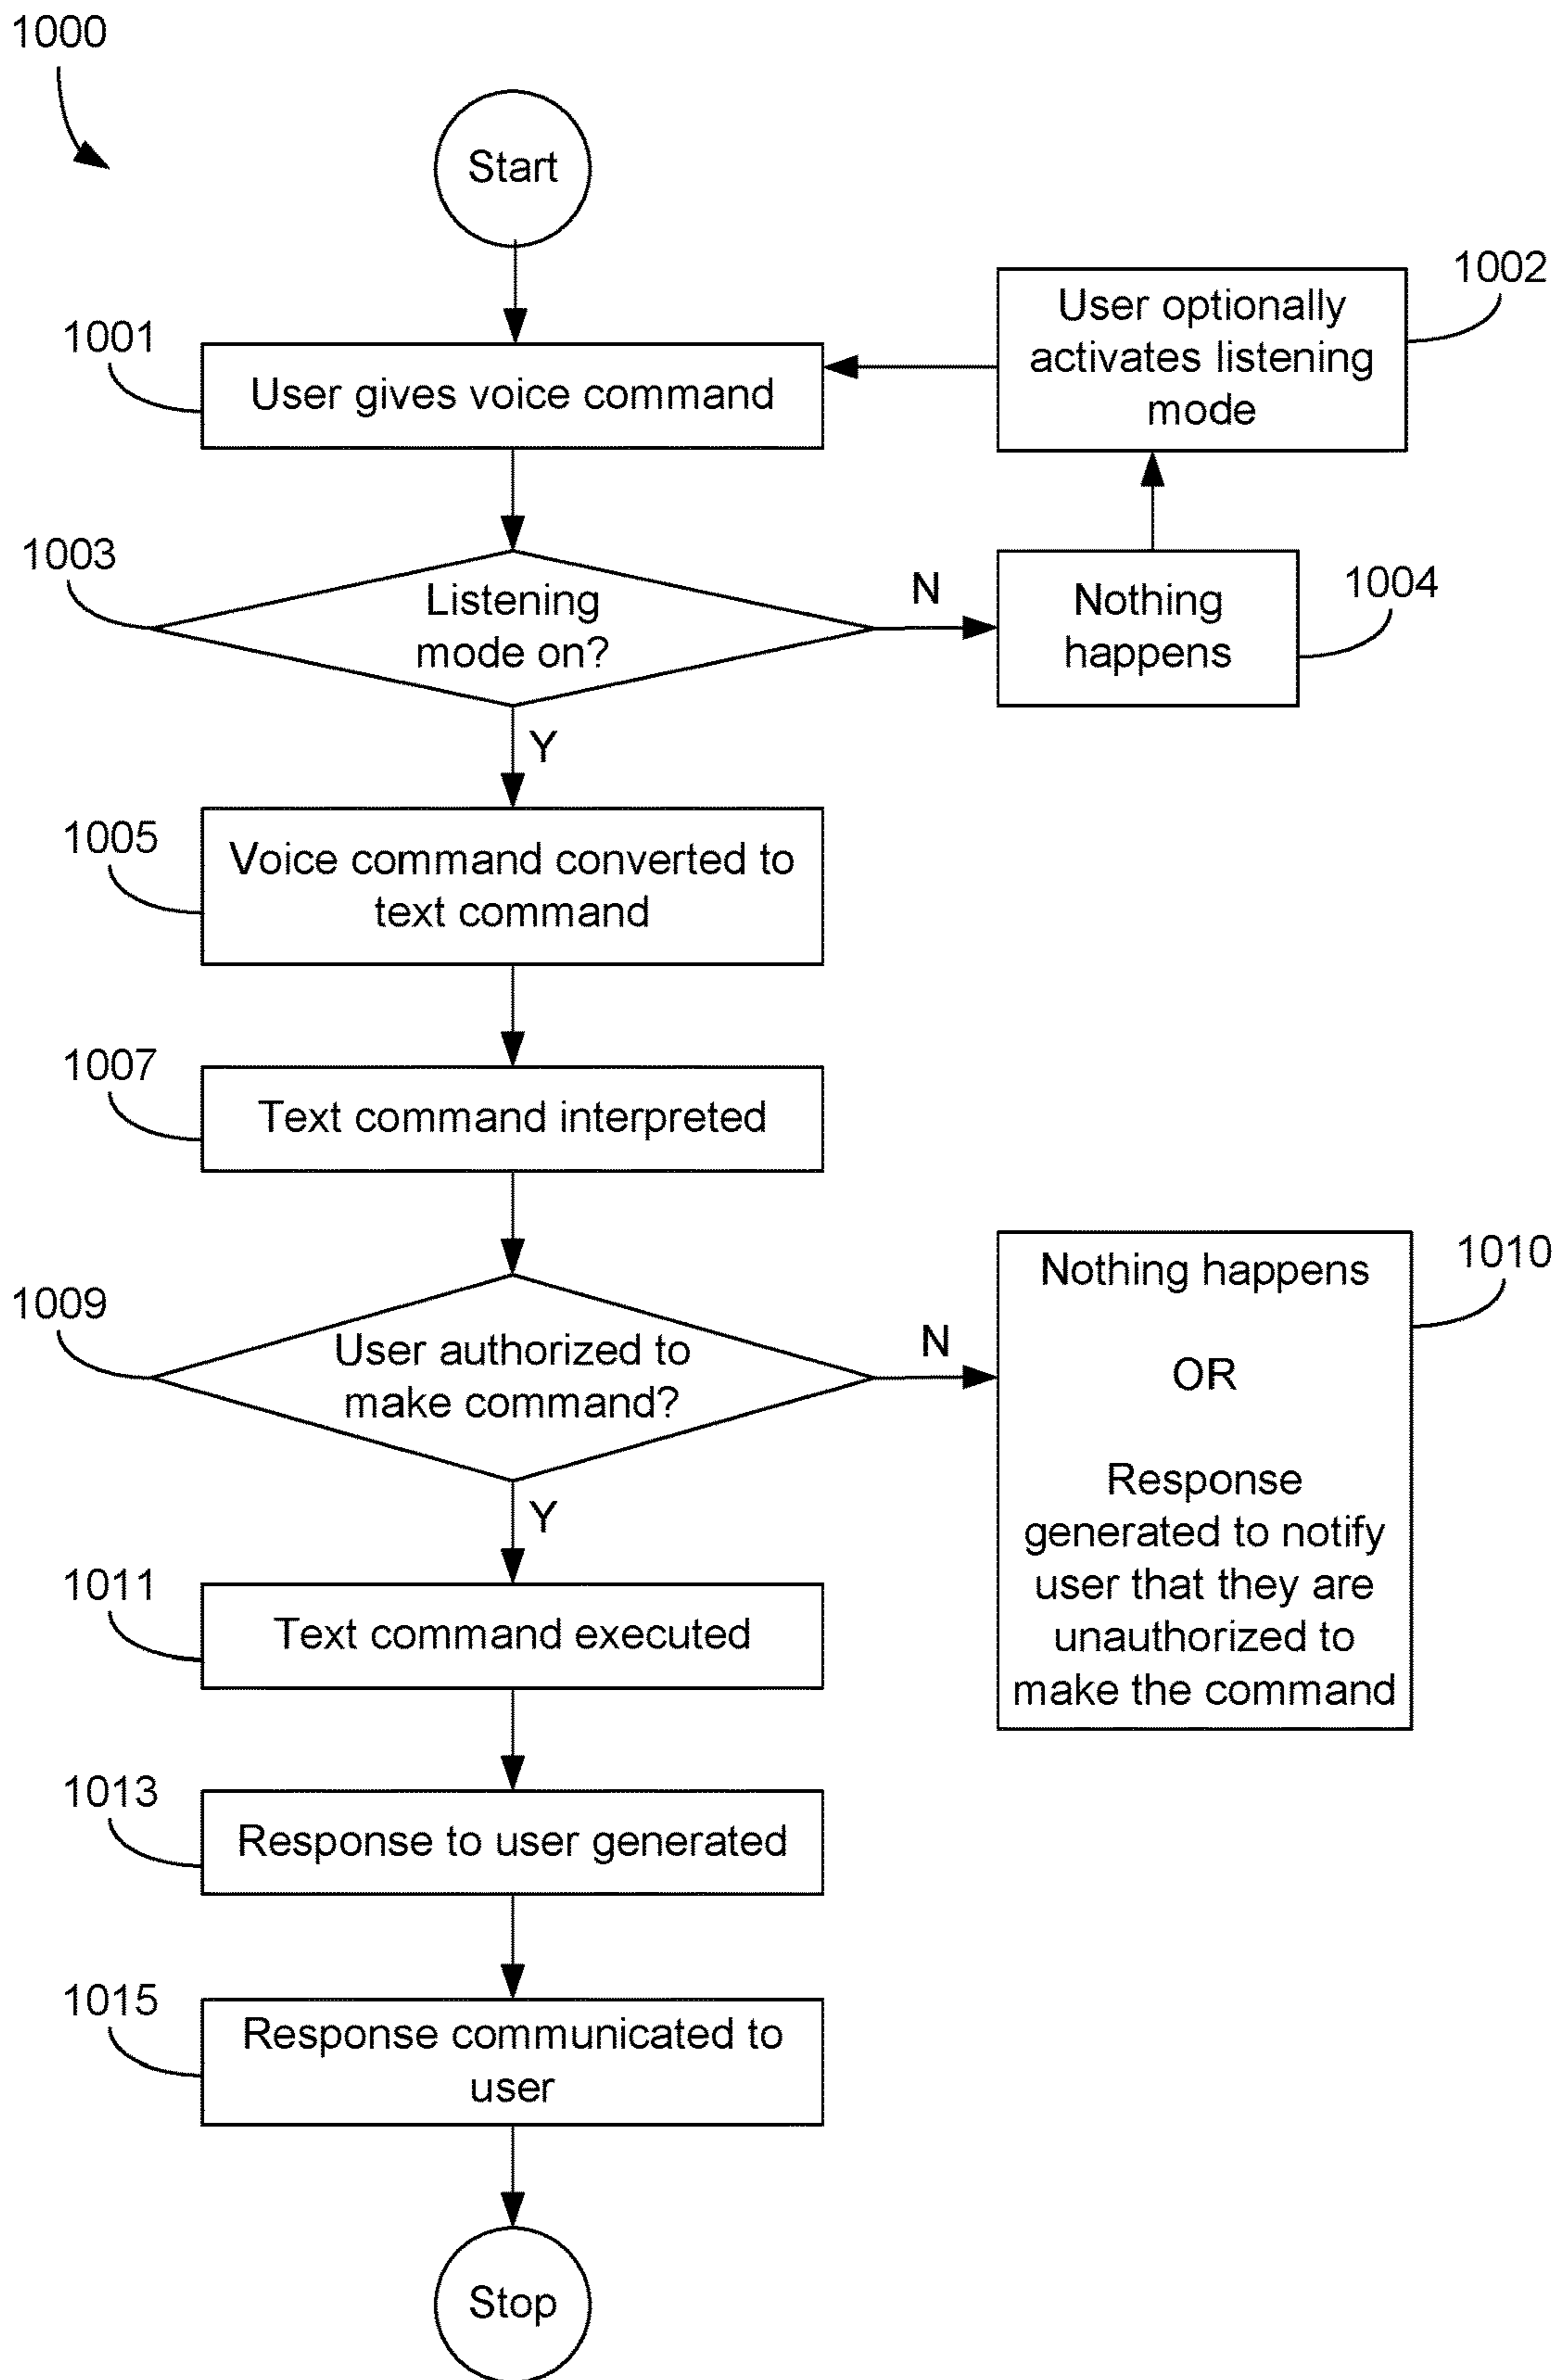 1000
Start
1001
User gives voice command
1002
User optionally
activates listening
mode
1003
Listening
mode on?
N
Nothing
happens
1004
Y
1005
Voice command converted to
text command
1007
Text command interpreted
1009
User authorized to
make command?
N
Nothing happens
OR
Response
generated to notify
user that they are
unauthorized to
make the command
1010
Y
1011
Text command executed
1013
Response to user generated
1015
Response communicated to
user
Stop